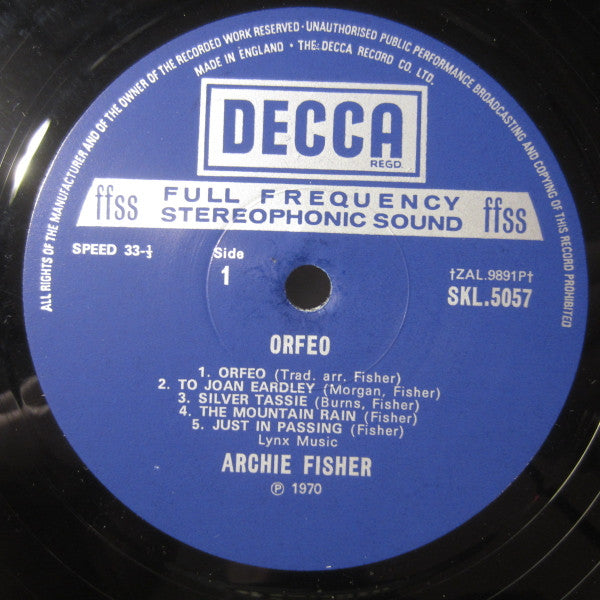 ALL RIGHTS OF THE MANUFACTURER AND OF THE OWNER OF THE RECORDED WORK RESERVED · UNAUTHORISED PUBLIC PERFORMANCE BROADCASTING AND COPYING OF THIS RECORD PROHIBITED
MADE IN ENGLAND · THE DECCA RECORD CO. LTD.
DECCA
REGD.
ffss FULL FREQUENCY ffss
STEREOPHONIC SOUND
SPEED 33-⅓
Side
1
†ZAL.9891P†
SKL.5057
ORFEO
1. ORFEO (Trad. arr. Fisher)
2. TO JOAN EARDLEY (Morgan, Fisher)
3. SILVER TASSIE (Burns, Fisher)
4. THE MOUNTAIN RAIN (Fisher)
5. JUST IN PASSING (Fisher)
Lynx Music
ARCHIE FISHER
℗ 1970